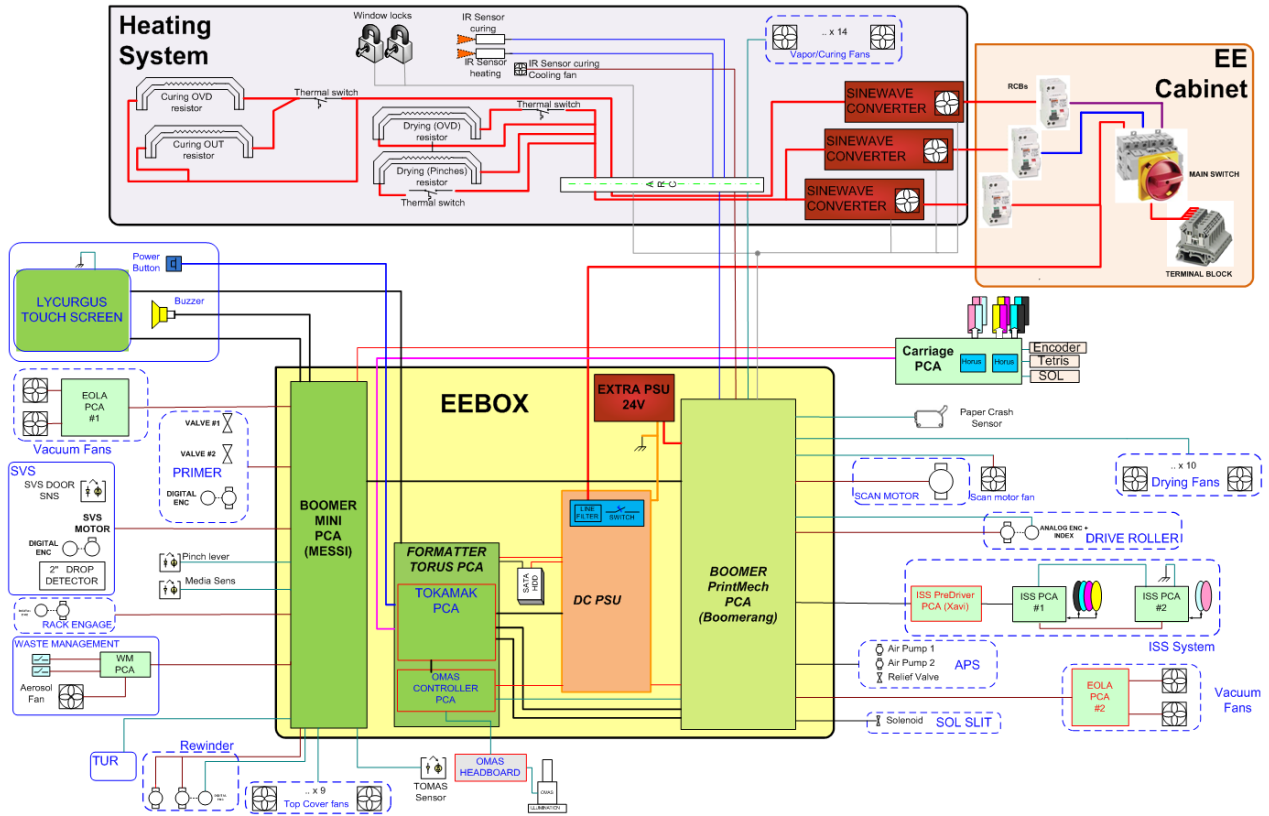 Heating
System
Window locks
IR Sensor
curing
IR Sensor
heating
IR Sensor curing
Cooling fan
.. x 14
Vapor/Curing Fans
EE
Cabinet
Curing OVD
resistor
Thermal switch
Curing OUT
resistor
Drying (OVD)
resistor
Thermal switch
Drying (Pinches)
resistor
Thermal switch
A R C
SINEWAVE
CONVERTER
SINEWAVE
CONVERTER
SINEWAVE
CONVERTER
RCBs
MAIN SWITCH
TERMINAL BLOCK
Power
Button
LYCURGUS
TOUCH SCREEN
Buzzer
Carriage
PCA
Horus
Horus
Encoder
Tetris
SOL
EOLA
PCA
#1
Vacuum Fans
VALVE #1
VALVE #2
PRIMER
DIGITAL
ENC
SVS
SVS DOOR
SNS
SVS
MOTOR
DIGITAL
ENC
2" DROP
DETECTOR
Pinch lever
Media Sens
RACK ENGAGE
WASTE MANAGEMENT
WM
PCA
Aerosol
Fan
TUR
Rewinder
.. x 9
Top Cover fans
TOMAS
Sensor
OMAS
HEADBOARD
OMAS
ILLUMINATION
EEBOX
BOOMER
MINI
PCA
(MESSI)
EXTRA PSU
24V
LINE
FILTER
SWITCH
FORMATTER
TORUS PCA
TOKAMAK
PCA
SATA
HDD
DC PSU
OMAS
CONTROLLER
PCA
BOOMER
PrintMech
PCA
(Boomerang)
Paper Crash
Sensor
.. x 10
Drying Fans
SCAN MOTOR
Scan motor fan
ANALOG ENC +
INDEX
DRIVE ROLLER
ISS PreDriver
PCA (Xavi)
ISS PCA
#1
ISS PCA
#2
ISS System
Air Pump 1
Air Pump 2
Relief Valve
APS
EOLA
PCA
#2
Vacuum
Fans
Solenoid
SOL SLIT